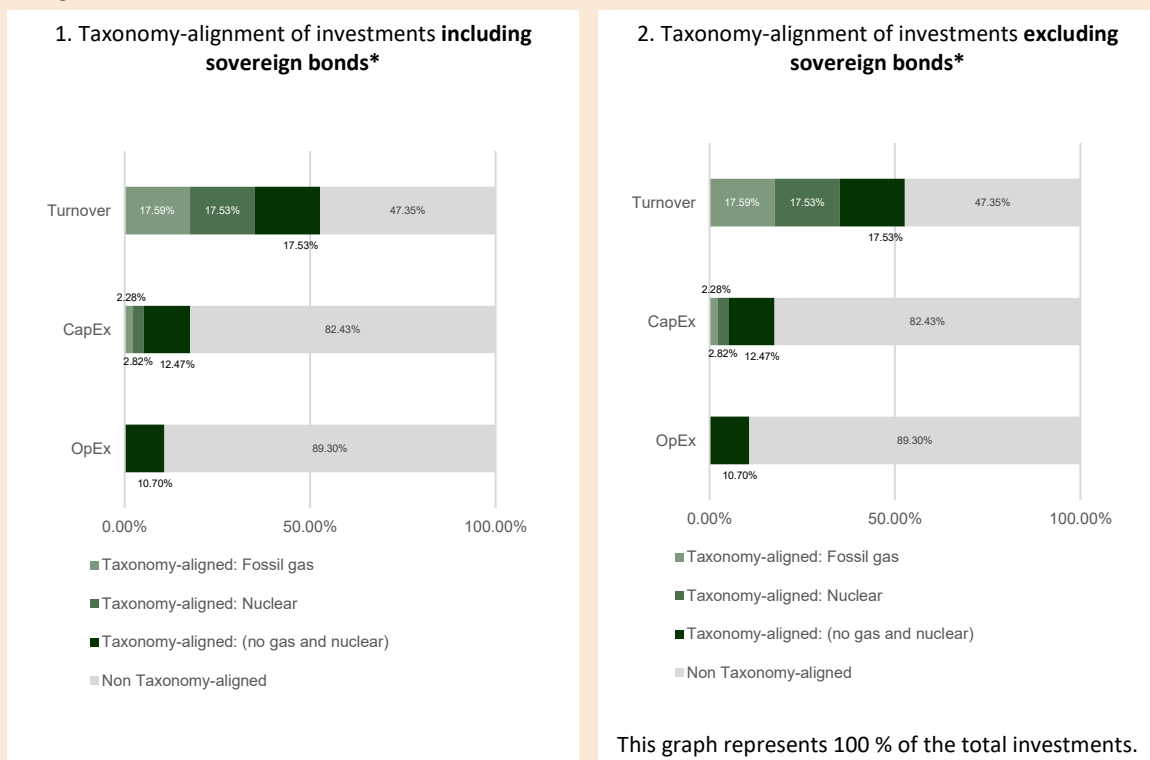 1. Taxonomy-alignment of investments including
sovereign bonds*
Turnover
17.59%
17.53%
47.35%
17.53%
2.28%
CapEx
82.43%
2.82%
12.47%
OpEx
89.30%
10.70%
0.00%
50.00%
100.00%
Taxonomy-aligned: Fossil gas
Taxonomy-aligned: Nuclear
Taxonomy-aligned: (no gas and nuclear)
Non Taxonomy-aligned
2. Taxonomy-alignment of investments excluding
sovereign bonds*
Turnover
17.59%
17.53%
47.35%
17.53%
2.28%
CapEx
82.43%
2.82%
12.47%
OpEx
89.30%
10.70%
0.00%
50.00%
100.00%
Taxonomy-aligned: Fossil gas
Taxonomy-aligned: Nuclear
Taxonomy-aligned: (no gas and nuclear)
Non Taxonomy-aligned
This graph represents 100 % of the total investments.